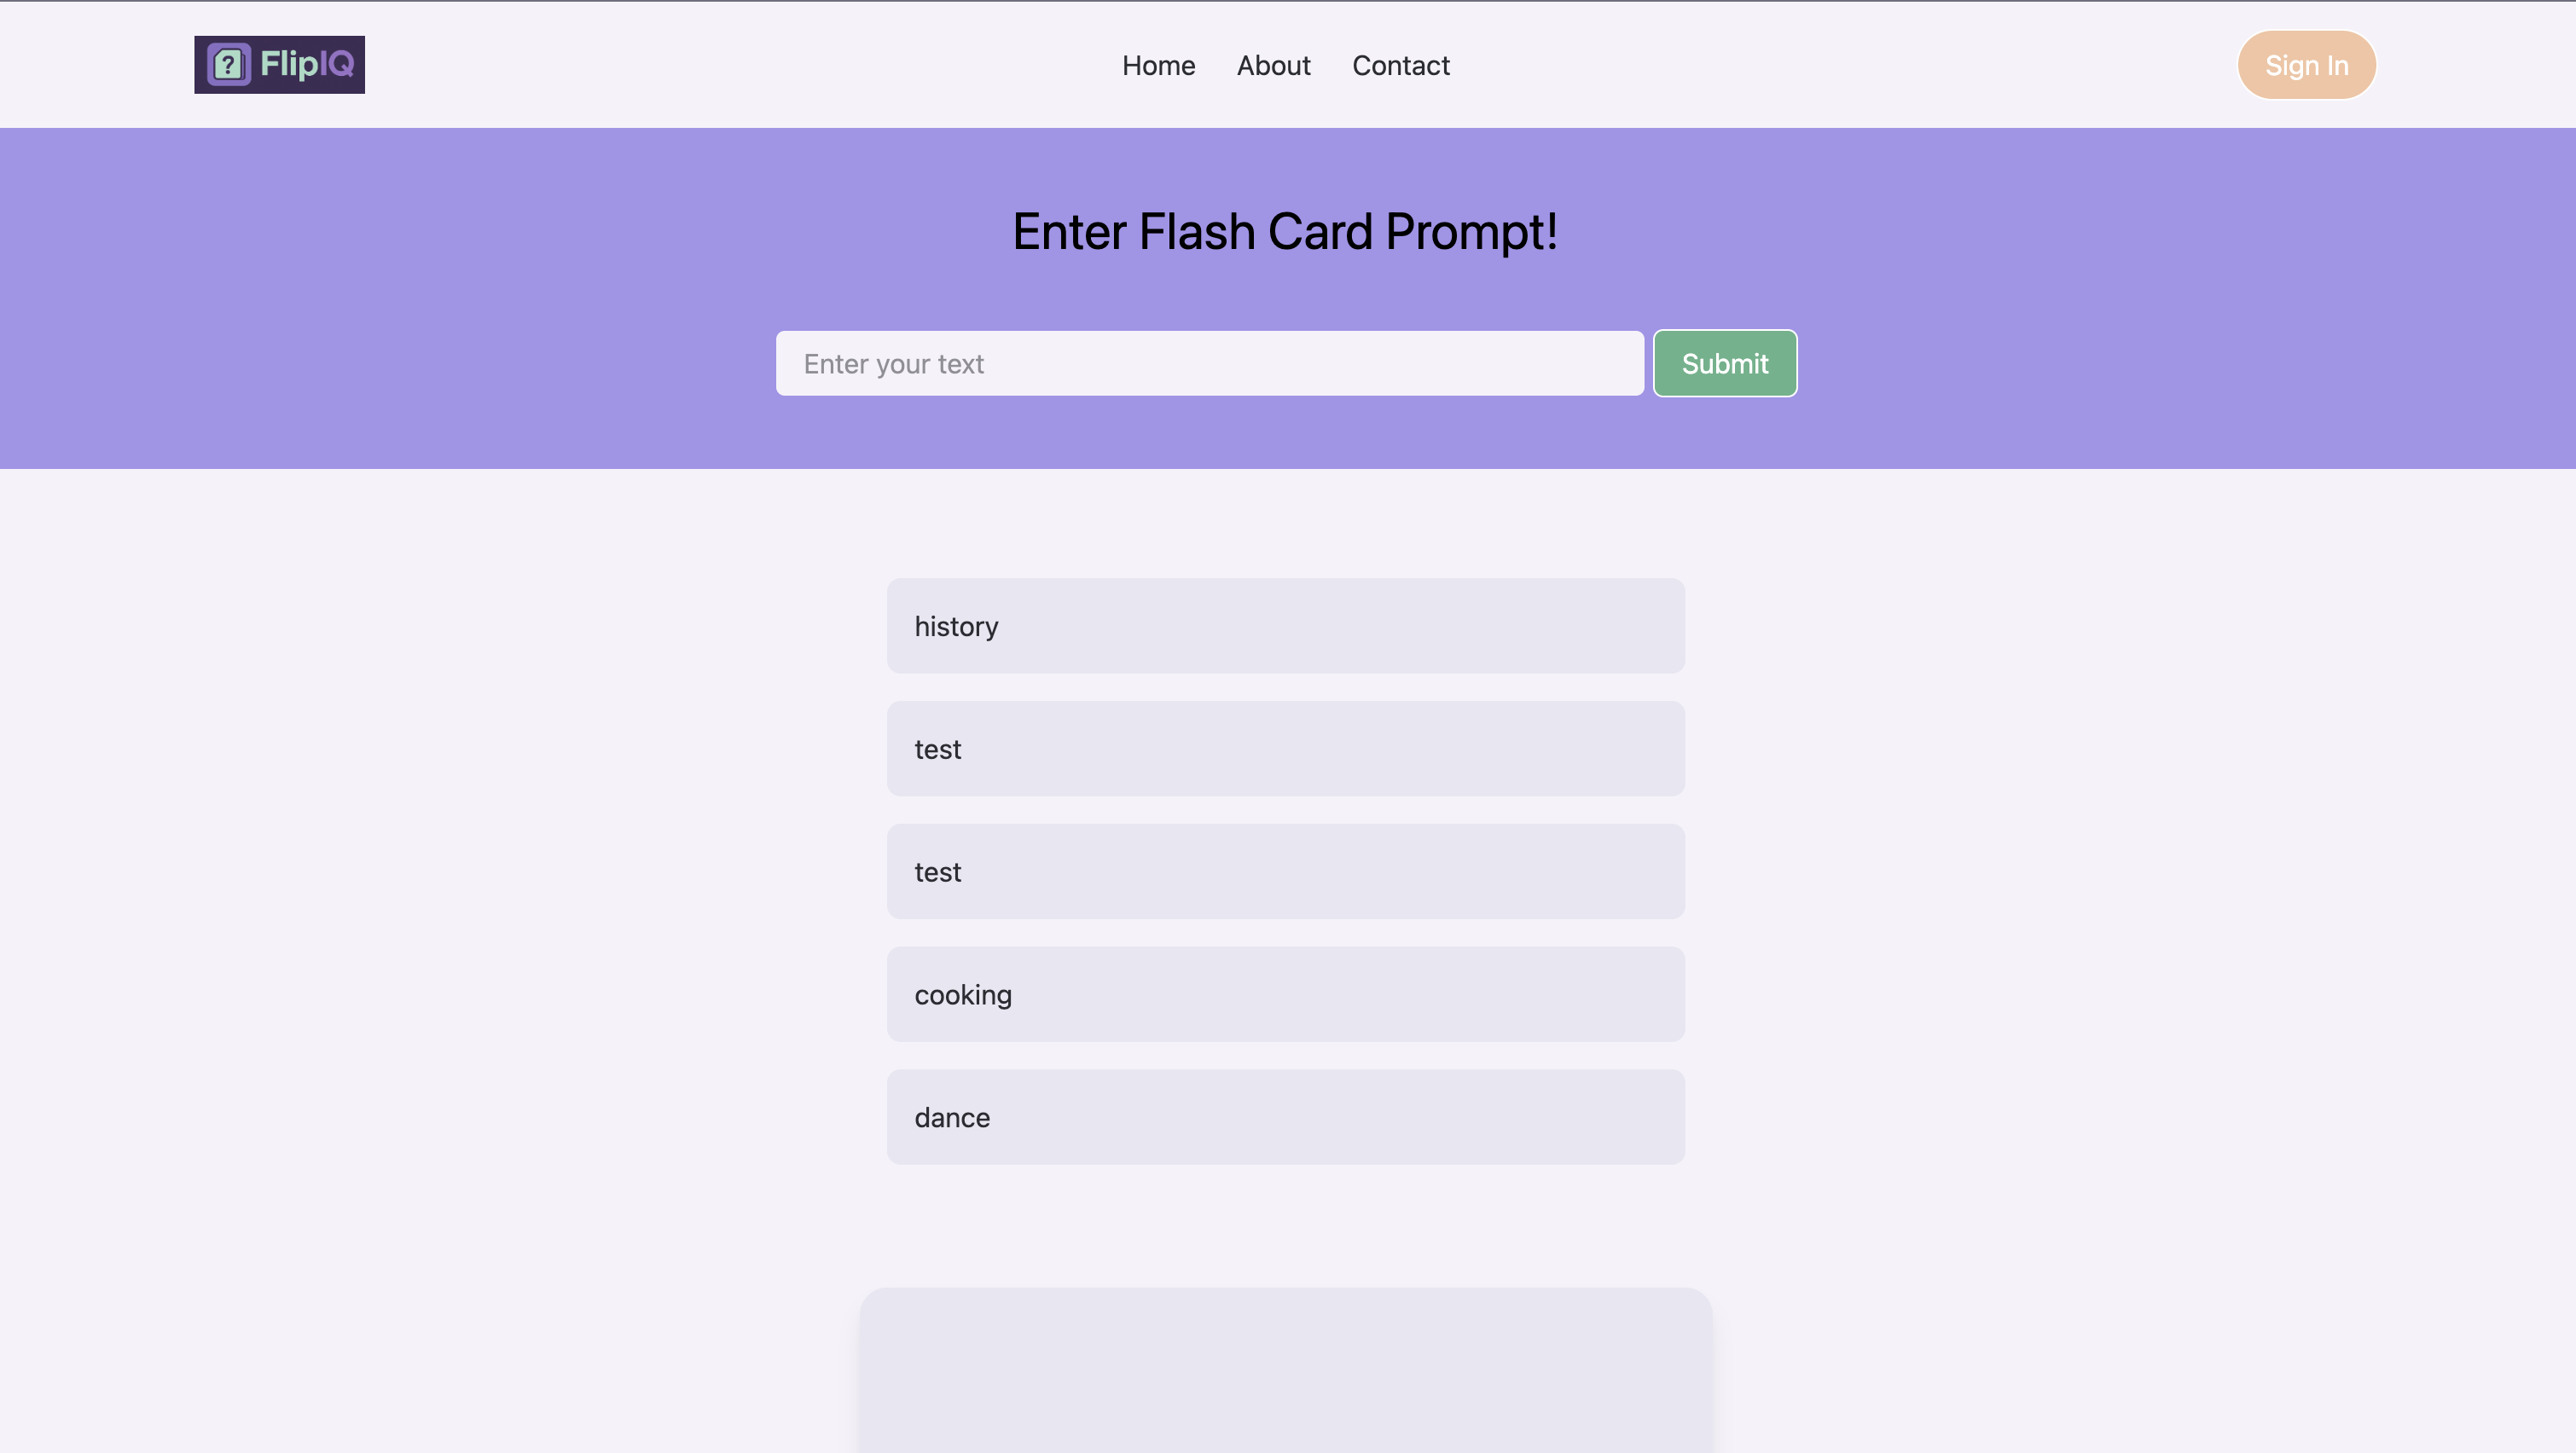 ? FlipIQ
Home About Contact
Sign In
Enter Flash Card Prompt!
Enter your text
Submit
history
test
test
cooking
dance